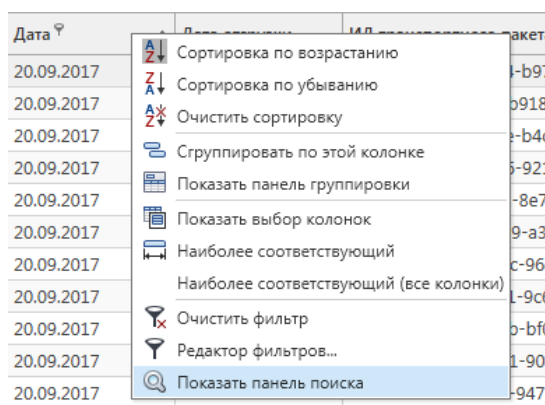 Дата
20.09.2017
20.09.2017
20.09.2017
20.09.2017
20.09.2017
20.09.2017
20.09.2017
20.09.2017
20.09.2017
20.09.2017
20.09.2017
Сортировка по возрастанию
Сортировка по убыванию
Очистить сортировку
Сгруппировать по этой колонке
Показать панель группировки
Показать выбор колонок
Наиболее соответствующий
Наиболее соответствующий (все колонки)
Очистить фильтр
Редактор фильтров...
Показать панель поиска